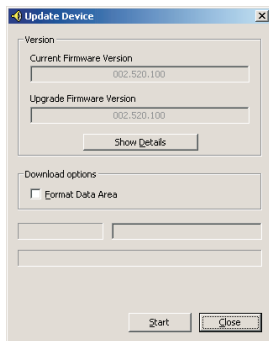 Update Device
Version
Current Firmware Version
002.520.100
Upgrade Firmware Version
002.520.100
Show Details
Download options
Format Data Area
Start
Close